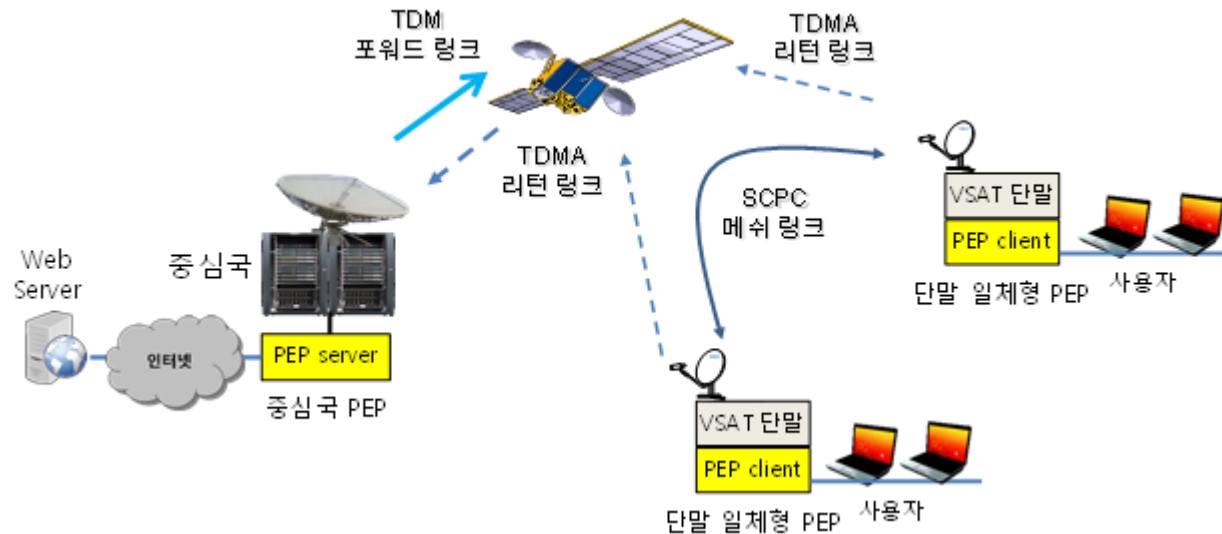 TDM
포워드 링크
TDMA
리턴 링크
TDMA
리턴 링크
SCPC
메쉬 링크
VSAT 단말
PEP client
단말 일체형 PEP
사용자
중심국
Web
Server
인터넷
PEP server
중심국 PEP
VSAT 단말
PEP client
단말 일체형 PEP
사용자